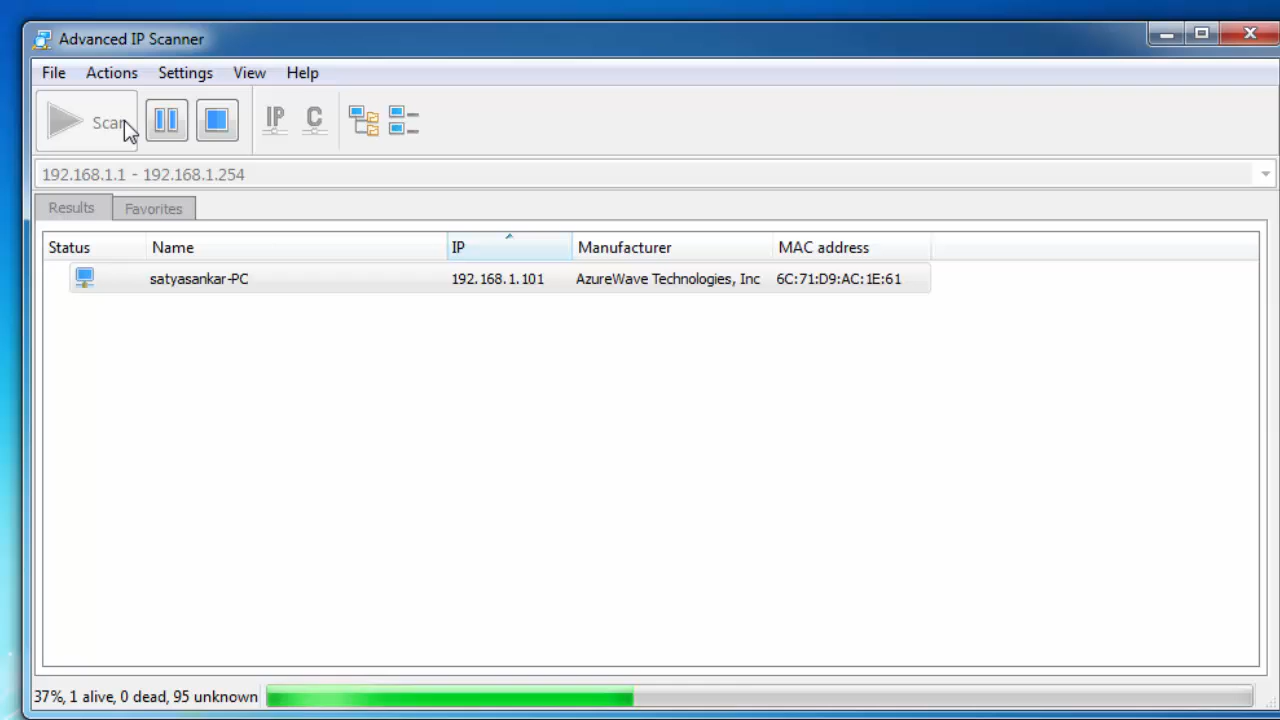 Advanced IP Scanner
File Actions Settings View Help
Scan IP C
192.168.1.1 - 192.168.1.254
Results Favorites
Status Name IP Manufacturer MAC address
satyasankar-PC 192.168.1.101 AzureWave Technologies, Inc 6C:71:D9:AC:1E:61
37%, 1 alive, 0 dead, 95 unknown